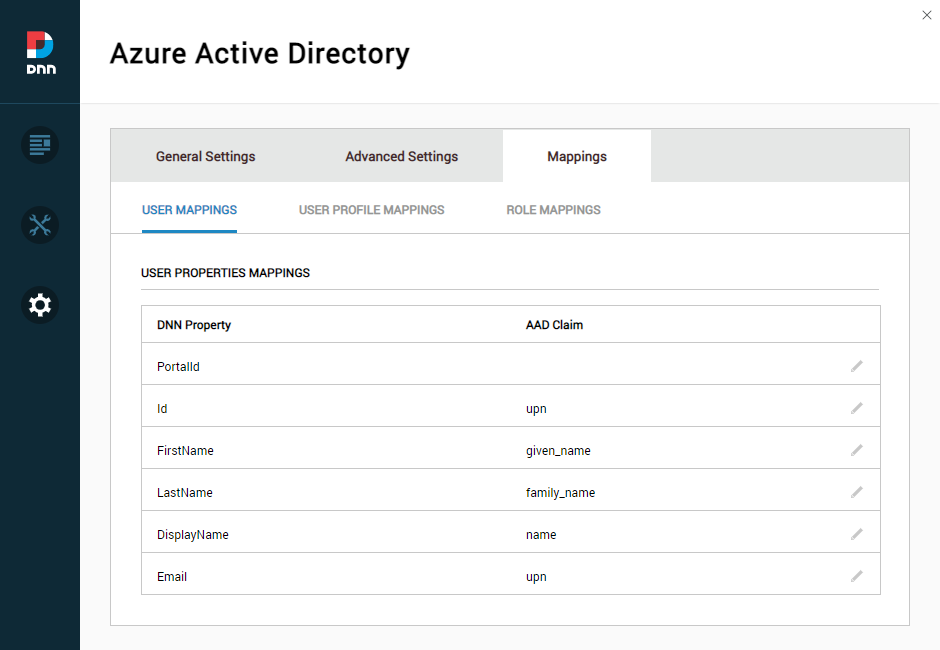 Azure Active Directory
DNN
General Settings Advanced Settings Mappings
USER MAPPINGS USER PROFILE MAPPINGS ROLE MAPPINGS
USER PROPERTIES MAPPINGS
DNN Property AAD Claim
PortalId
Id upn
FirstName given_name
LastName family_name
DisplayName name
Email upn